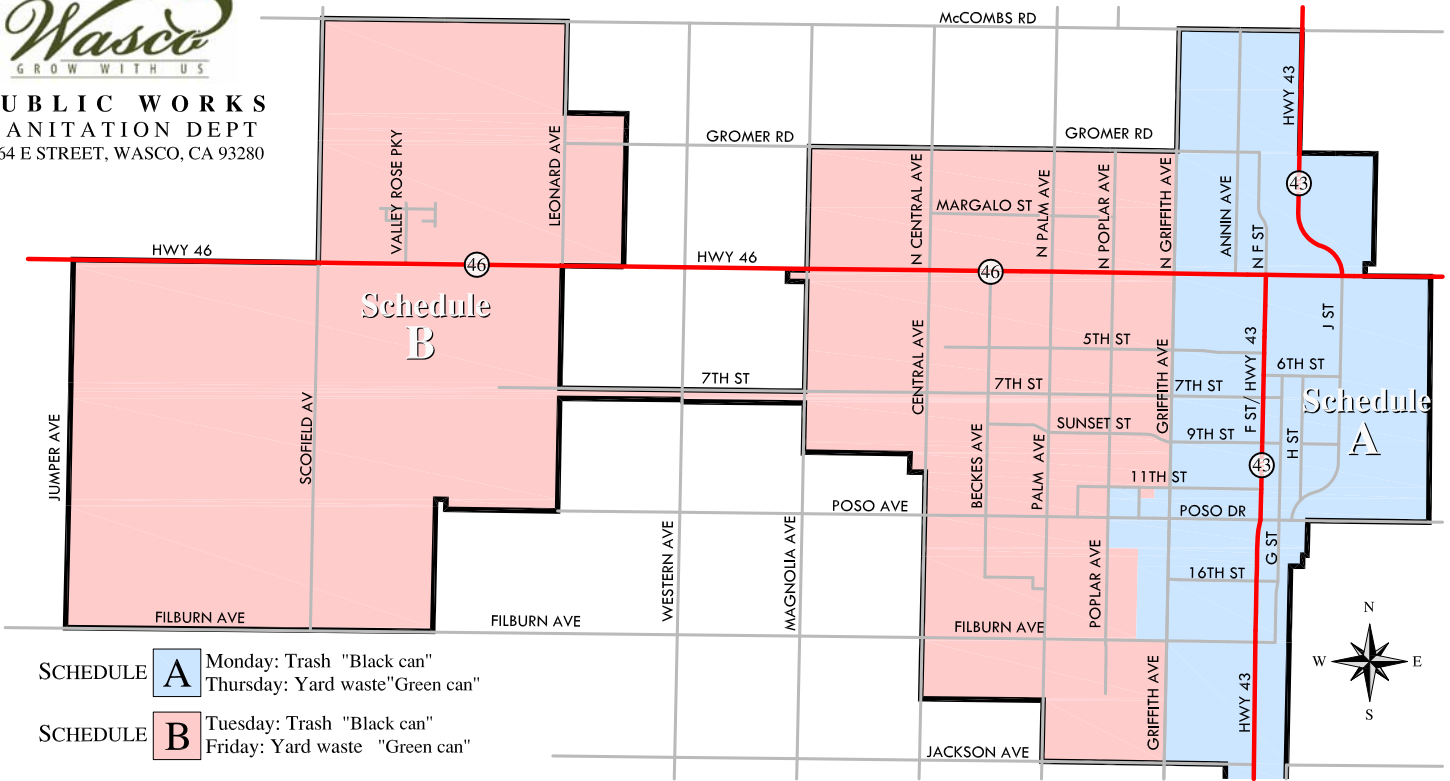 Wasco
GROW WITH US
UBLIC WORKS
ANITATION DEPT
64 E STREET, WASCO, CA 93280
McCOMBS RD
HWY 43
GROMER RD
GROMER RD
VALLEY ROSE PKY
LEONARD AVE
N CENTRAL AVE
MARGALO ST
N PALM AVE
N POPLAR AVE
N GRIFFITH AVE
ANNIN AVE
N F ST
43
HWY 46
46
HWY 46
46
Schedule
B
J ST
5TH ST
6TH ST
7TH ST
7TH ST
7TH ST
CENTRAL AVE
GRIFFITH AVE
F ST/ HWY 43
Schedule
A
JUMPER AVE
SCOFIELD AV
SUNSET ST
9TH ST
H ST
BECKES AVE
PALM AVE
11TH ST
43
POSO AVE
POSO DR
WESTERN AVE
MAGNOLIA AVE
POPLAR AVE
G ST
16TH ST
FILBURN AVE
FILBURN AVE
FILBURN AVE
GRIFFITH AVE
HWY 43
JACKSON AVE
N
W
E
S
SCHEDULE A Monday: Trash "Black can"
Thursday: Yard waste"Green can"
SCHEDULE B Tuesday: Trash "Black can"
Friday: Yard waste "Green can"